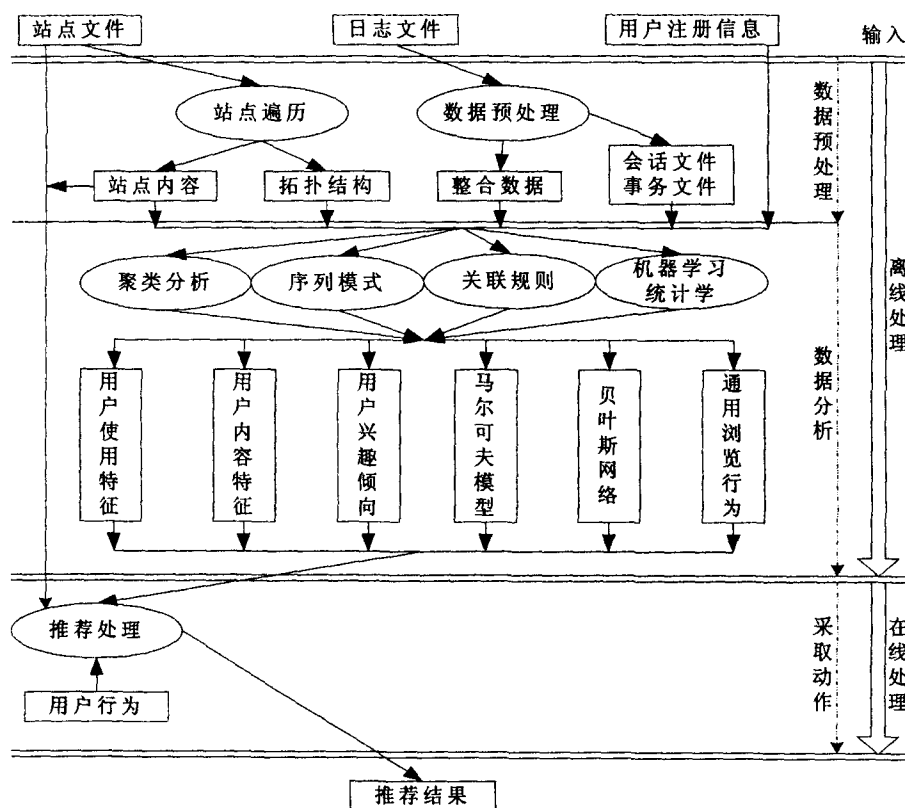 站点文件
日志文件
用户注册信息
输入
站点遍历
数据预处理
数据预处理
会话文件
事务文件
站点内容
拓扑结构
整合数据
聚类分析
序列模式
关联规则
机器学习
统计学
离线处理
用户使用特征
用户内容特征
用户兴趣倾向
马尔可夫模型
贝叶斯网络
通用浏览行为
数据分析
推荐处理
用户行为
采取动作
在线处理
推荐结果